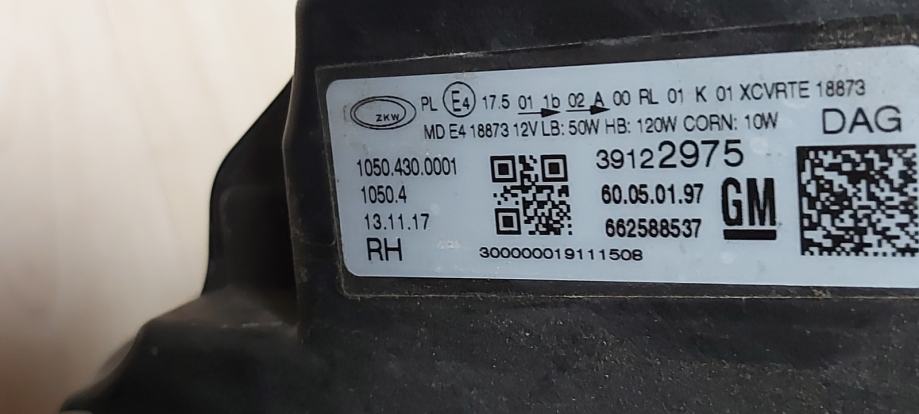 ZKW PL E4 17.5 01 1b 02 A 00 RL 01 K 01 XCVRTE 18873
MD E4 18873 12V LB: 50W HB: 120W CORN: 10W
DAG
1050.430.0001
39122975
1050.4
60.05.01.97
GM
13.11.17
662588537
RH
300000019111508